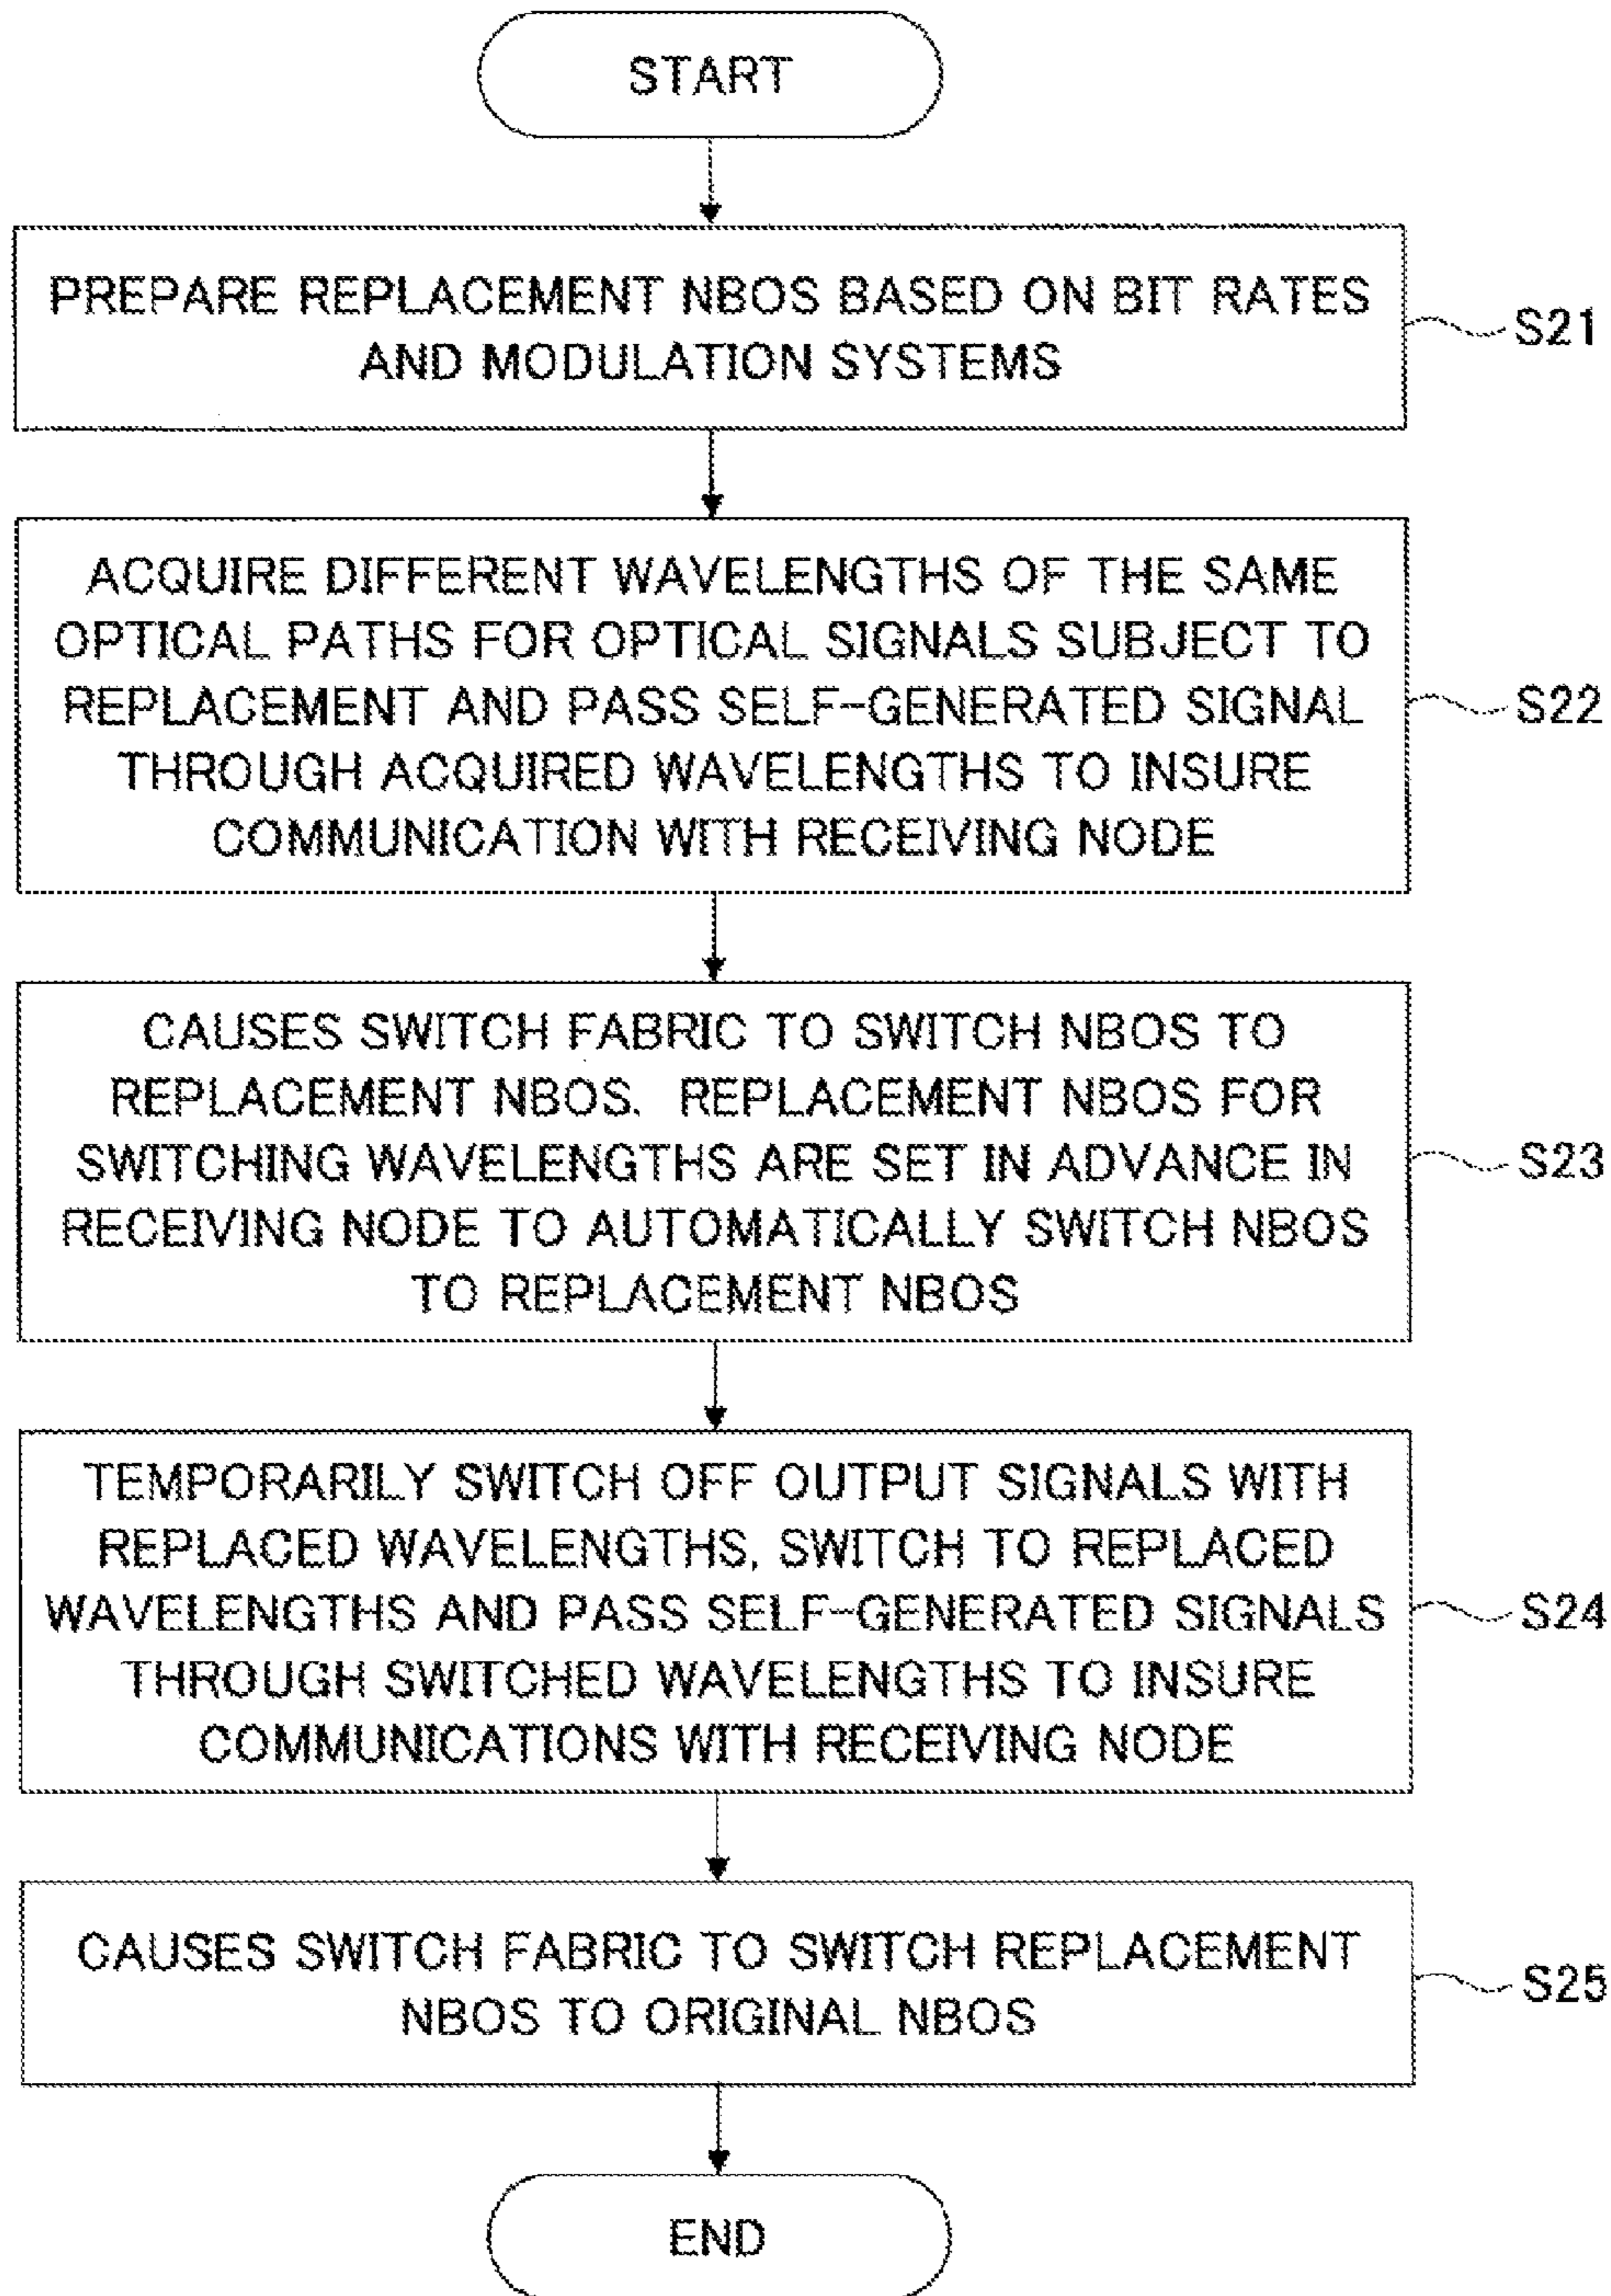 START
PREPARE REPLACEMENT NBOS BASED ON BIT RATES
AND MODULATION SYSTEMS
S21
ACQUIRE DIFFERENT WAVELENGTHS OF THE SAME
OPTICAL PATHS FOR OPTICAL SIGNALS SUBJECT TO
REPLACEMENT AND PASS SELF-GENERATED SIGNAL
THROUGH ACQUIRED WAVELENGTHS TO INSURE
COMMUNICATION WITH RECEIVING NODE
S22
CAUSES SWITCH FABRIC TO SWITCH NBOS TO
REPLACEMENT NBOS. REPLACEMENT NBOS FOR
SWITCHING WAVELENGTHS ARE SET IN ADVANCE IN
RECEIVING NODE TO AUTOMATICALLY SWITCH NBOS
TO REPLACEMENT NBOS
S23
TEMPORARILY SWITCH OFF OUTPUT SIGNALS WITH
REPLACED WAVELENGTHS, SWITCH TO REPLACED
WAVELENGTHS AND PASS SELF-GENERATED SIGNALS
THROUGH SWITCHED WAVELENGTHS TO INSURE
COMMUNICATIONS WITH RECEIVING NODE
S24
CAUSES SWITCH FABRIC TO SWITCH REPLACEMENT
NBOS TO ORIGINAL NBOS
S25
END